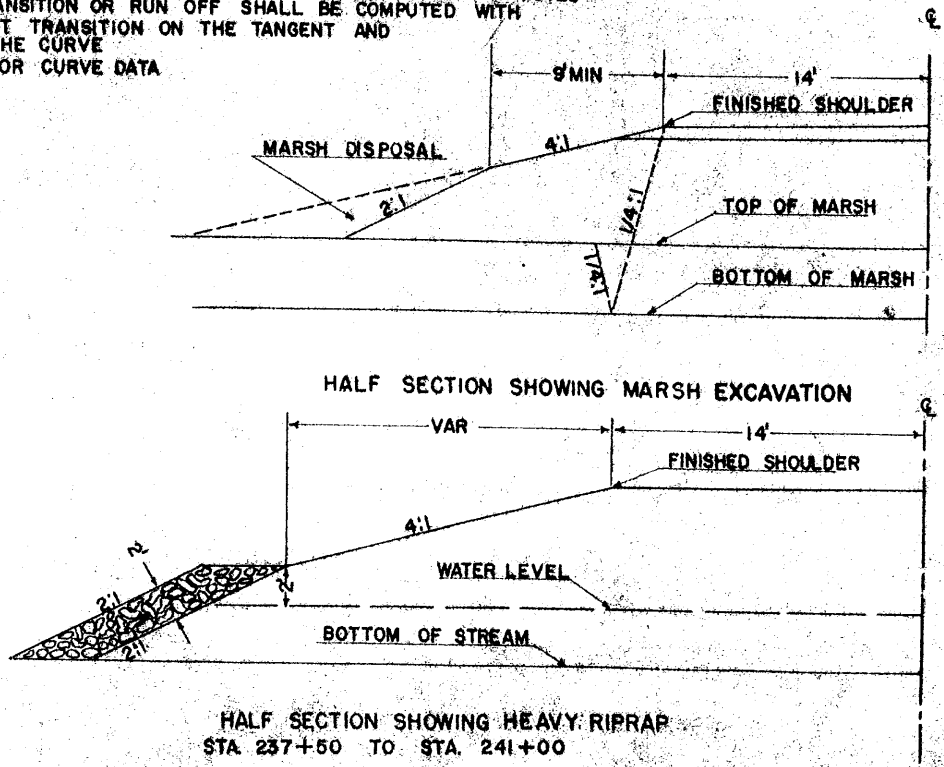 ANSITION OR RUN OFF SHALL BE COMPUTED WITH
T TRANSITION ON THE TANGENT AND
HE CURVE
OR CURVE DATA
℄
9' MIN
14'
FINISHED SHOULDER
MARSH DISPOSAL
4:1
2:1
1/4:1
TOP OF MARSH
1/4:1
BOTTOM OF MARSH
HALF SECTION SHOWING MARSH EXCAVATION
℄
VAR
14'
FINISHED SHOULDER
4:1
2'
WATER LEVEL
2:1
2'
BOTTOM OF STREAM
2:1
HALF SECTION SHOWING HEAVY RIPRAP
STA. 237+50 TO STA. 241+00